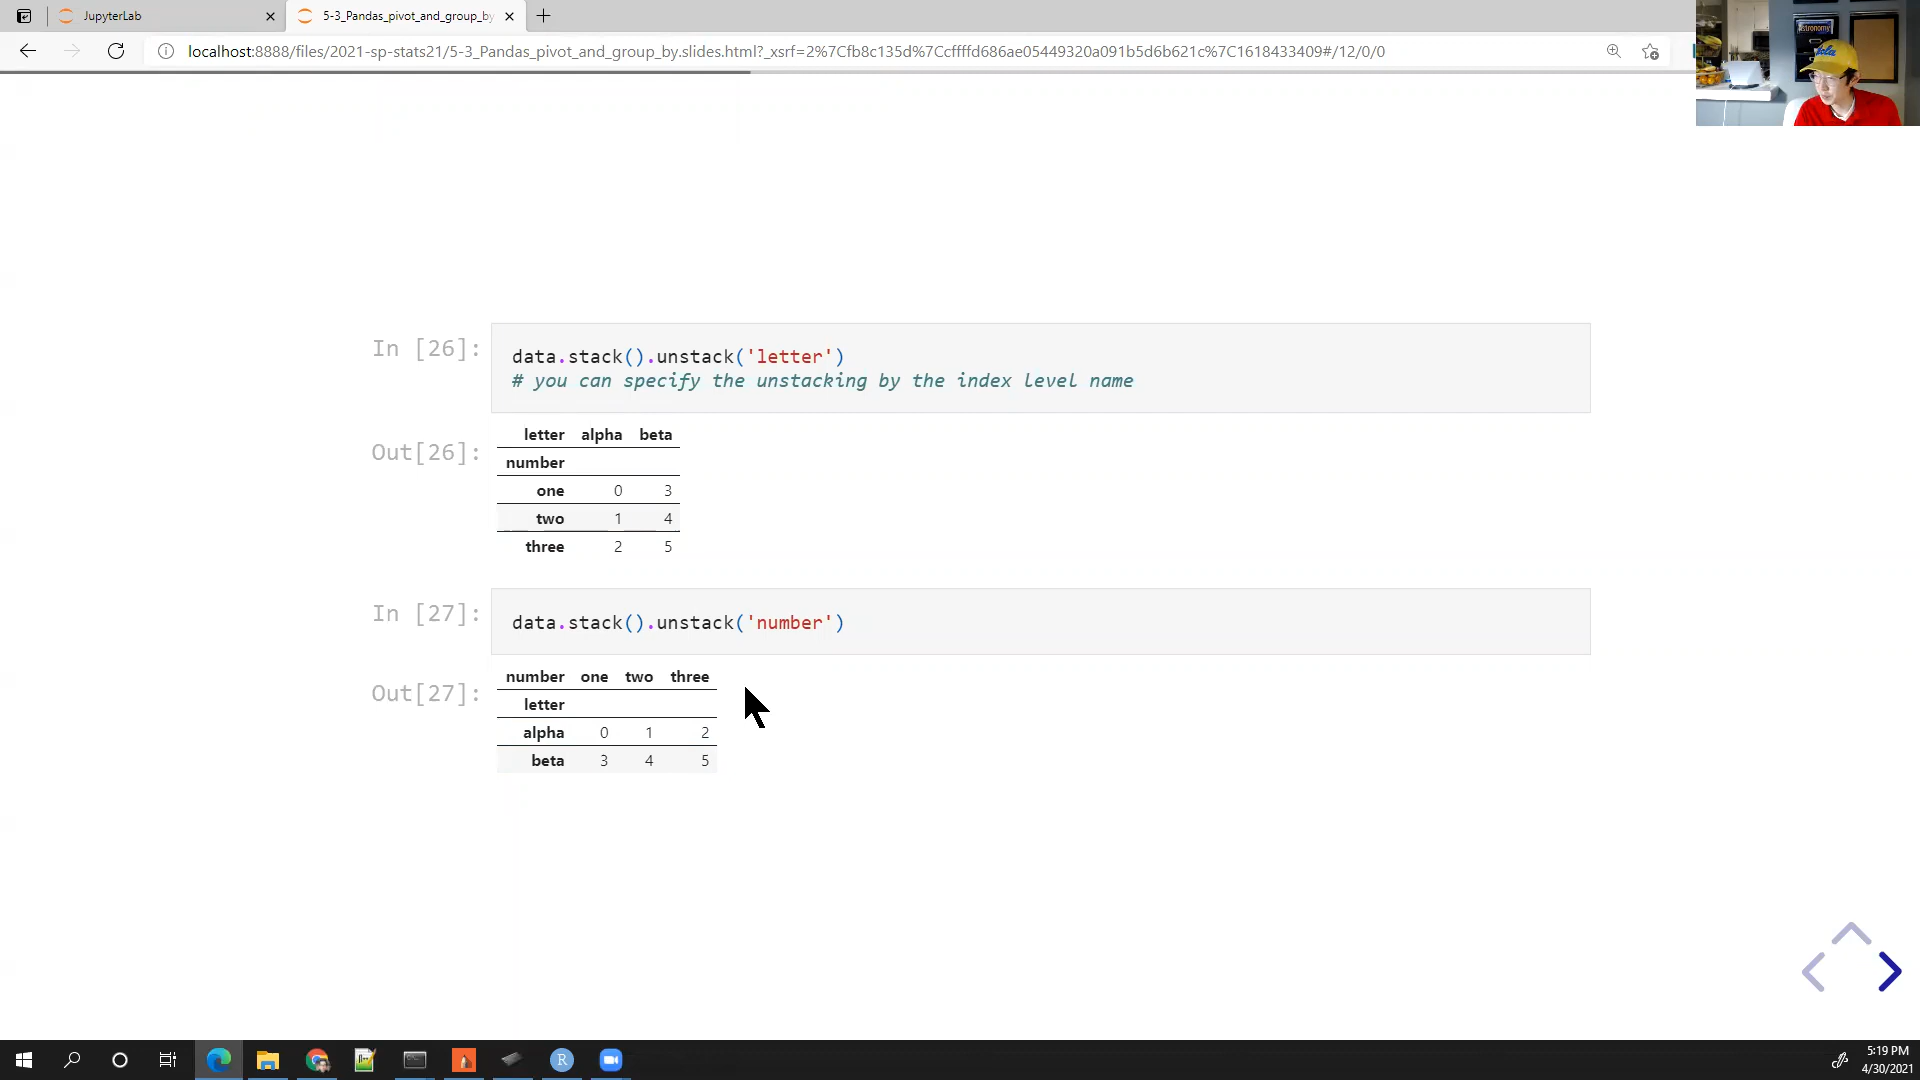 JupyterLab
5-3_Pandas_pivot_and_group_by
localhost:8888/files/2021-sp-stats21/5-3_Pandas_pivot_and_group_by.slides.html?_xsrf=2%7Cfb8c135d%7Cffffd686ae05449320a091b5d6b621c%7C1618433409#/12/0/0
In [26]:
data.stack().unstack('letter')
# you can specify the unstacking by the index level name
Out[26]:
letter alpha beta
number
one 0 3
two 1 4
three 2 5
In [27]:
data.stack().unstack('number')
Out[27]:
number one two three
letter
alpha 0 1 2
beta 3 4 5
R
5:19 PM
4/30/2021